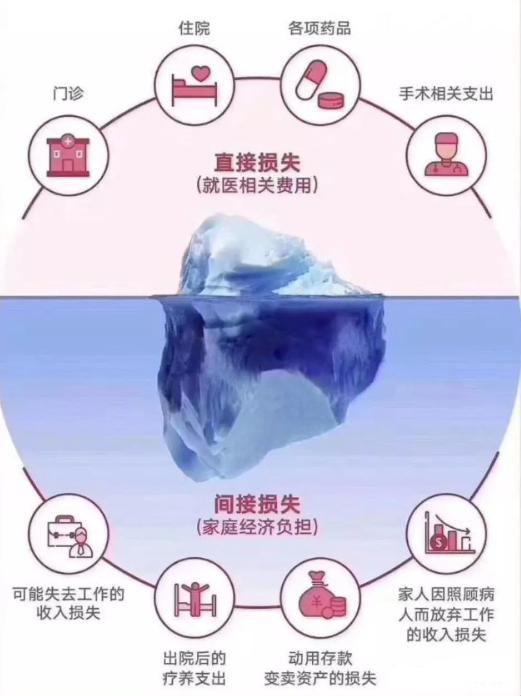 住院
各项药品
门诊
手术相关支出
直接损失
(就医相关费用)
间接损失
(家庭经济负担)
可能失去工作的
收入损失
家人因照顾病
人而放弃工作
的收入损失
出院后的
疗养支出
动用存款
变卖资产的损失
$
¥